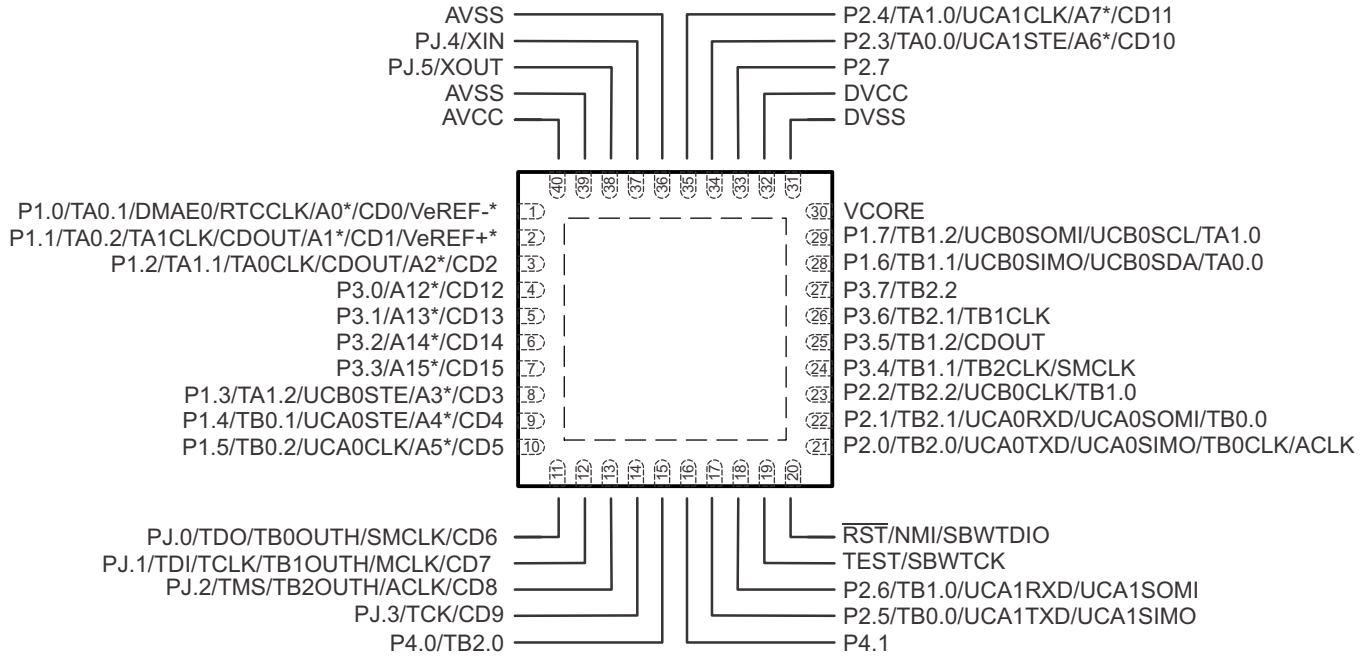 AVSS
PJ.4/XIN
PJ.5/XOUT
AVSS
AVCC
P2.4/TA1.0/UCA1CLK/A7*/CD11
P2.3/TA0.0/UCA1STE/A6*/CD10
P2.7
DVCC
DVSS
40 39 38 37 36 35 34 33 32 31
P1.0/TA0.1/DMAE0/RTCCLK/A0*/CD0/VeREF-* 1
P1.1/TA0.2/TA1CLK/CDOUT/A1*/CD1/VeREF+* 2
P1.2/TA1.1/TA0CLK/CDOUT/A2*/CD2 3
P3.0/A12*/CD12 4
P3.1/A13*/CD13 5
P3.2/A14*/CD14 6
P3.3/A15*/CD15 7
P1.3/TA1.2/UCB0STE/A3*/CD3 8
P1.4/TB0.1/UCA0STE/A4*/CD4 9
P1.5/TB0.2/UCA0CLK/A5*/CD5 10
30 VCORE
29 P1.7/TB1.2/UCB0SOMI/UCB0SCL/TA1.0
28 P1.6/TB1.1/UCB0SIMO/UCB0SDA/TA0.0
27 P3.7/TB2.2
26 P3.6/TB2.1/TB1CLK
25 P3.5/TB1.2/CDOUT
24 P3.4/TB1.1/TB2CLK/SMCLK
23 P2.2/TB2.2/UCB0CLK/TB1.0
22 P2.1/TB2.1/UCA0RXD/UCA0SOMI/TB0.0
21 P2.0/TB2.0/UCA0TXD/UCA0SIMO/TB0CLK/ACLK
11 12 13 14 15 16 17 18 19 20
PJ.0/TDO/TB0OUTH/SMCLK/CD6
PJ.1/TDI/TCLK/TB1OUTH/MCLK/CD7
PJ.2/TMS/TB2OUTH/ACLK/CD8
PJ.3/TCK/CD9
P4.0/TB2.0
RST/NMI/SBWTDIO
TEST/SBWTCK
P2.6/TB1.0/UCA1RXD/UCA1SOMI
P2.5/TB0.0/UCA1TXD/UCA1SIMO
P4.1